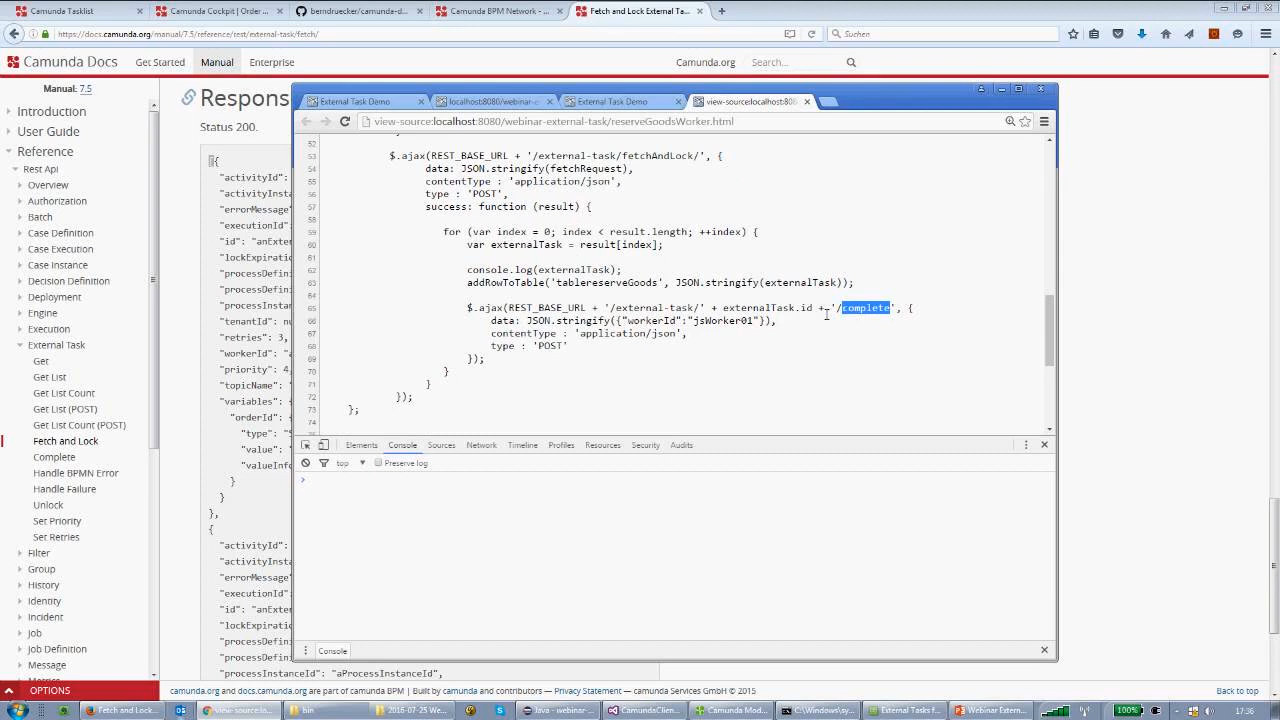 Camunda Tasklist
Camunda Cockpit | Order
berndruecker/camunda-d...
Camunda BPM Network - ...
Fetch and Lock External Ta...
https://docs.camunda.org/manual/7.5/reference/rest/external-task/fetch/
Suchen
Camunda Docs
Get Started
Manual
Enterprise
Camunda.org
Search...
Manual: 7.5
Introduction
User Guide
Reference
Rest Api
Overview
Authorization
Batch
Case Definition
Case Execution
Case Instance
Decision Definition
Deployment
Engine
Execution
External Task
Get
Get List
Get List Count
Get List (POST)
Get List Count (POST)
Fetch and Lock
Complete
Handle BPMN Error
Handle Failure
Unlock
Set Priority
Set Retries
Filter
Group
History
Identity
Incident
Job
Job Definition
Message
OPTIONS
Respons
Status 200.
[{
"activityId":
"activityInst
"errorMessage"
"executionId":
"id": "anExter
"lockExpiratio
"processDefini
"processDefini
"processInstan
"tenantId": nu
"retries": 3,
"workerId": "a
"priority": 4,
"topicName": "
"variables": {
"orderId": {
"type": "S
"value": "
"valueInfo
}
}
},
{
"activityId":
"activityInsta
"errorMessage"
"executionId":
"id": "anExter
"lockExpiratio
"processDefini
"processDefini
"processInstanceId": "aProcessInstanceId",
External Task Demo
localhost:8080/webinar-e
External Task Demo
view-source:localhost:808
view-source:localhost:8080/webinar-external-task/reserveGoodsWorker.html
52
53 $.ajax(REST_BASE_URL + '/external-task/fetchAndLock/', {
54 data: JSON.stringify(fetchRequest),
55 contentType : 'application/json',
56 type : 'POST',
57 success: function (result) {
58
59 for (var index = 0; index < result.length; ++index) {
60 var externalTask = result[index];
61
62 console.log(externalTask);
63 addRowToTable('tablereserveGoods', JSON.stringify(externalTask));
64
65 $.ajax(REST_BASE_URL + '/external-task/' + externalTask.id + '/complete', {
66 data: JSON.stringify({"workerId":"jsWorker01"}),
67 contentType : 'application/json',
68 type : 'POST'
69 });
70 }
71 }
72 });
73 };
74
Elements
Console
Sources
Network
Timeline
Profiles
Resources
Security
Audits
top
Preserve log
>
Console
camunda.org and docs.camunda.org are part of camunda BPM | Built by camunda and contributors — Privacy Statement — camunda Services GmbH © 2015
Back to top
Fetch and Lock...
view-source:loc...
bin
2016-07-25 We...
Java - webinar-...
CamundaClien...
Camunda Mod...
C:\Windows\sy...
External Tasks f...
Webinar Extern...
100%
17:36